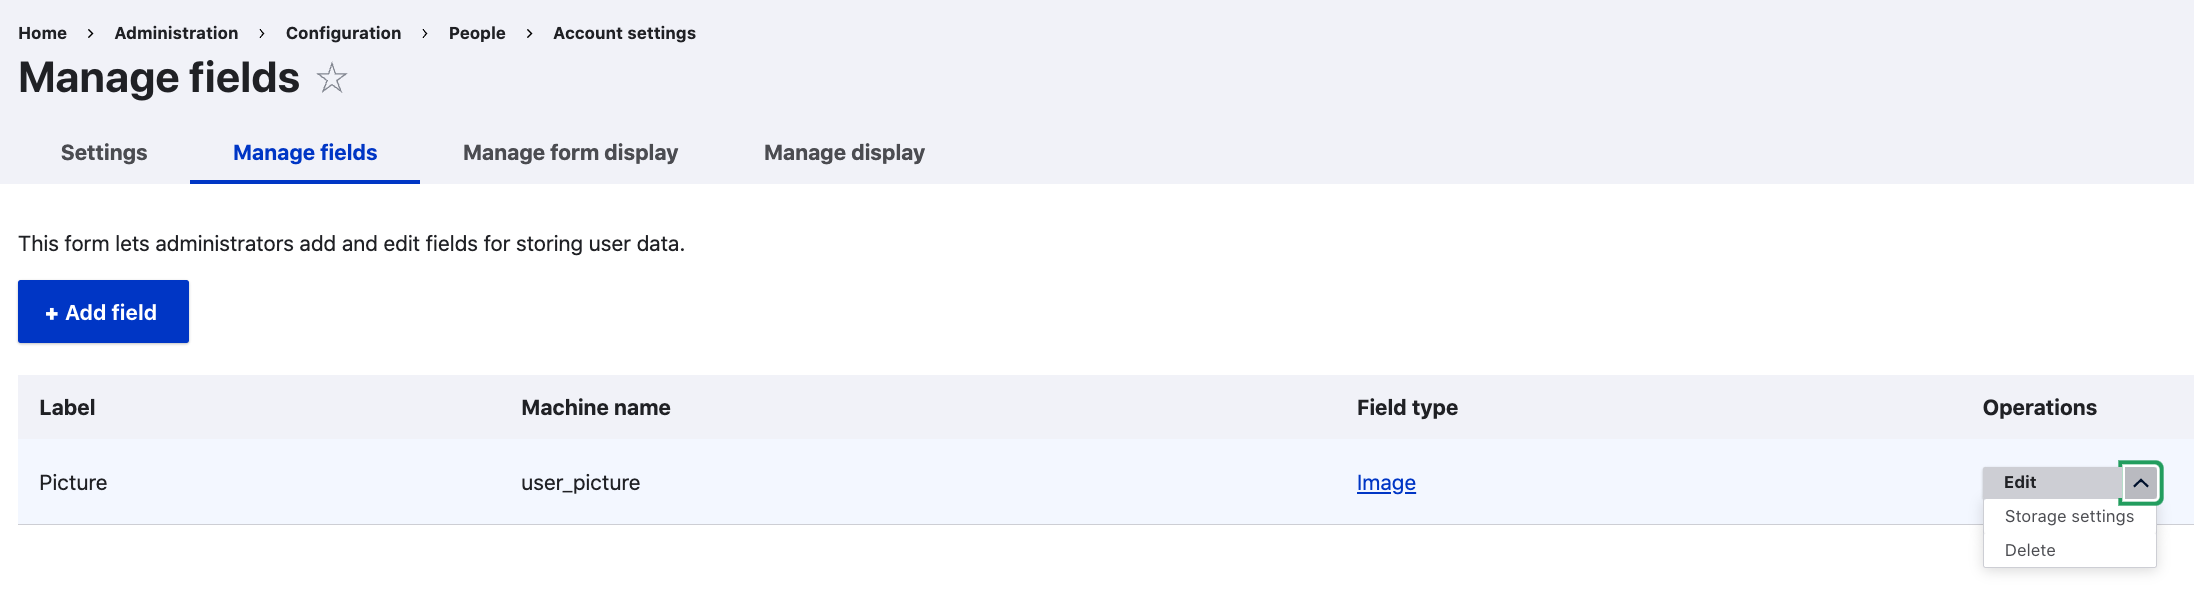 Home > Administration > Configuration > People > Account settings
Manage fields
Settings Manage fields Manage form display Manage display
This form lets administrators add and edit fields for storing user data.
+ Add field
Label Machine name Field type Operations
Picture user_picture Image Edit
Storage settings
Delete